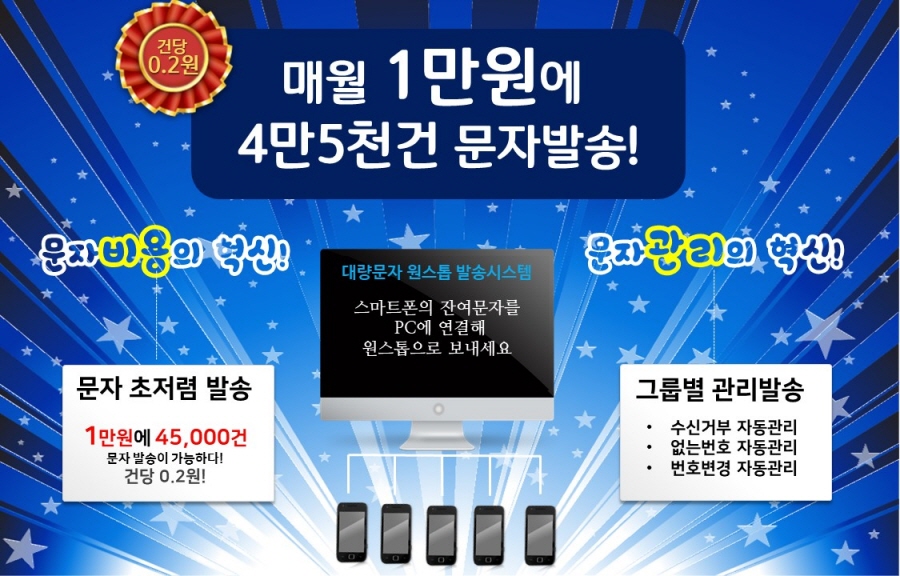 건당
0.2원
매월 1만원에
4만5천건 문자발송!
문자비용의 혁신!
문자관리의 혁신!
대량문자 원스톱 발송시스템
스마트폰의 잔여문자를
PC에 연결해
원스톱으로 보내세요
문자 초저렴 발송
1만원에 45,000건
문자 발송이 가능하다!
건당 0.2원!
그룹별 관리발송
• 수신거부 자동관리
• 없는번호 자동관리
• 번호변경 자동관리